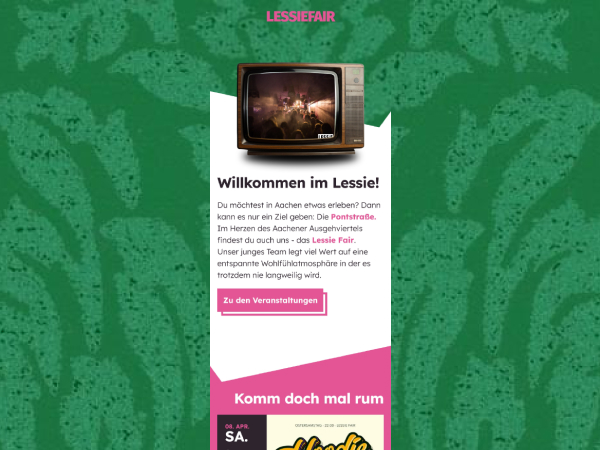 LESSIEFAIR
LESSIE
Willkommen im Lessie!
Du möchtest in Aachen etwas erleben? Dann
kann es nur ein Ziel geben: Die Pontstraße.
Im Herzen des Aachener Ausgehviertels
findest du auch uns - das Lessie Fair.
Unser junges Team legt viel Wert auf eine
entspannte Wohlfühlatmosphäre in der es
trotzdem nie langweilig wird.
Zu den Veranstaltungen
Komm doch mal rum
08. APR.
SA.
Hoodie